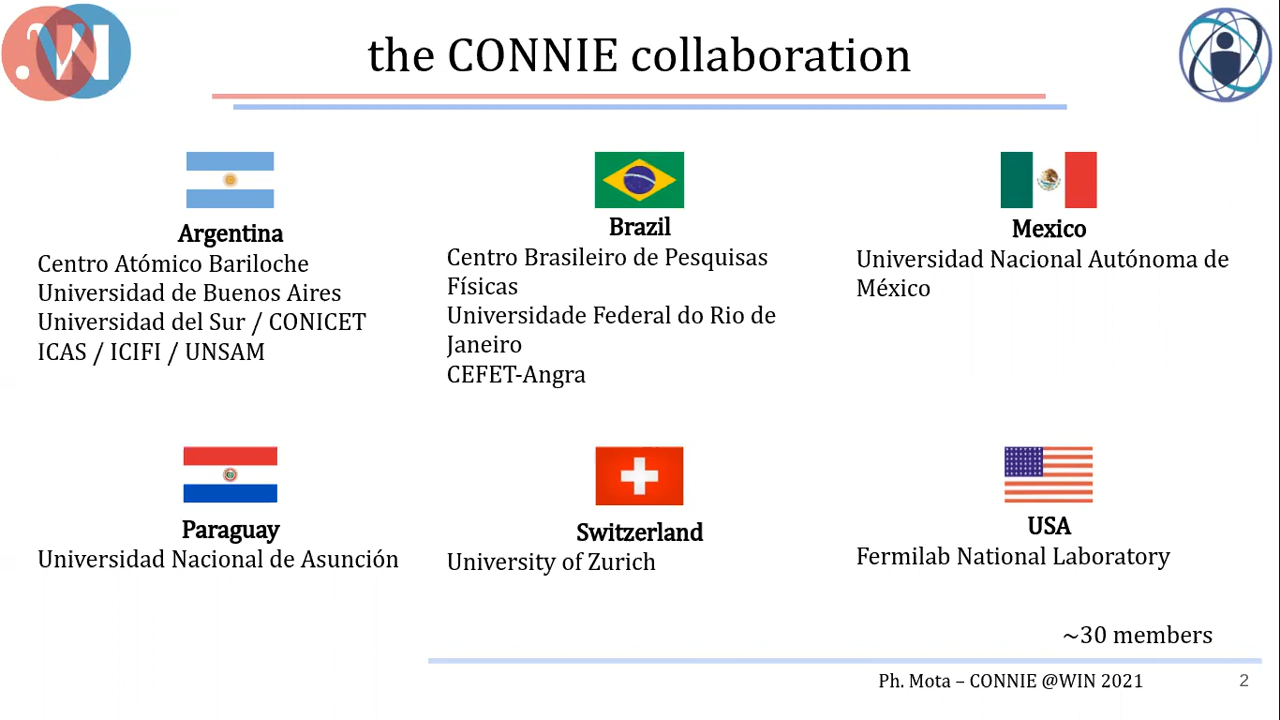 the CONNIE collaboration
Argentina
Centro Atómico Bariloche
Universidad de Buenos Aires
Universidad del Sur / CONICET
ICAS / ICIFI / UNSAM
Brazil
Centro Brasileiro de Pesquisas
Físicas
Universidade Federal do Rio de
Janeiro
CEFET-Angra
Mexico
Universidad Nacional Autónoma de
México
Paraguay
Universidad Nacional de Asunción
Switzerland
University of Zurich
USA
Fermilab National Laboratory
~30 members
Ph. Mota – CONNIE @WIN 2021
2